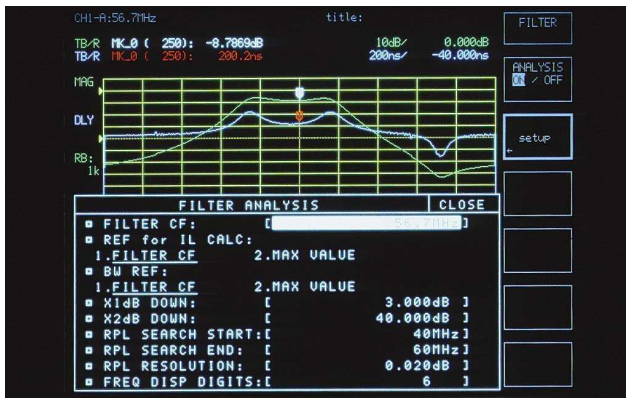 CH1-A:56.7MHz title:
TB/R MK_0 ( 250): -8.7869dB 10dB/ 0.000dB
TB/R MK_0 ( 250): 200.2ns 200ns/ -40.000ns
MAG
DLY
RB:
1k
FILTER
ANALYSIS
ON / OFF
setup
FILTER ANALYSIS CLOSE
FILTER CF: [ 56.7MHz]
REF for IL CALC:
1.FILTER CF 2.MAX VALUE
BW REF:
1.FILTER CF 2.MAX VALUE
X1dB DOWN: [ 3.000dB ]
X2dB DOWN: [ 40.000dB ]
RPL SEARCH START:[ 40MHz]
RPL SEARCH END: [ 60MHz]
RPL RESOLUTION: [ 0.020dB ]
FREQ DISP DIGITS:[ 6 ]